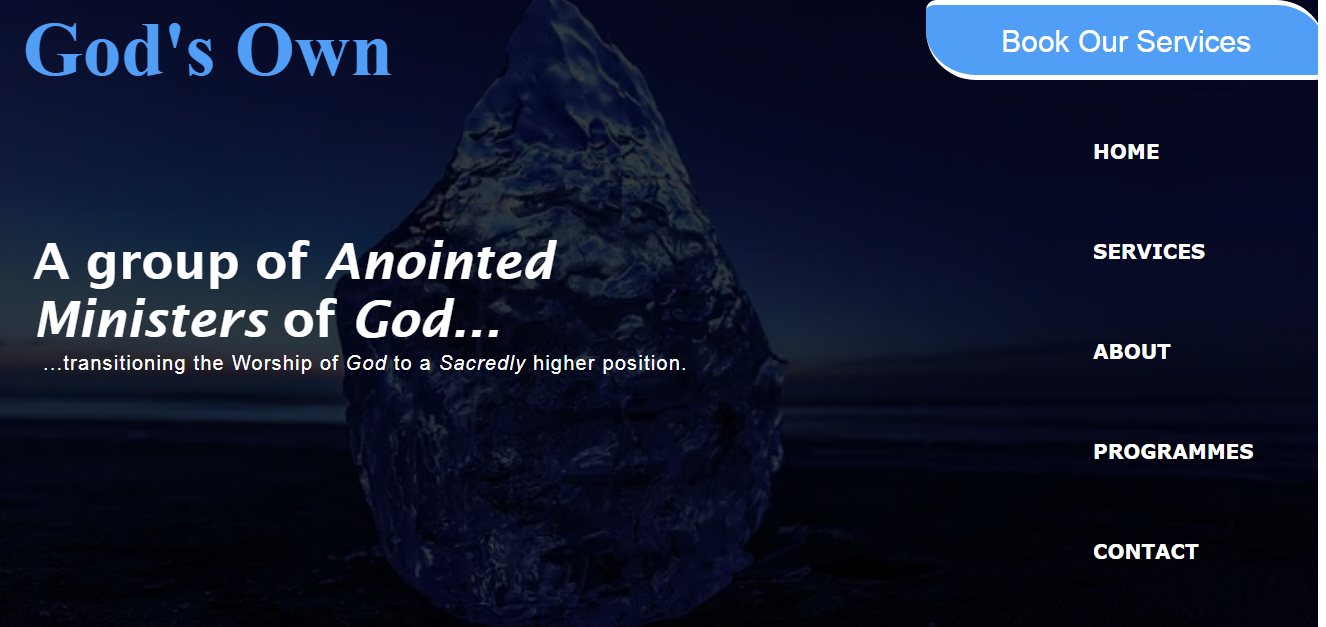 God's Own
Book Our Services
HOME
SERVICES
A group of Anointed
Ministers of God...
...transitioning the Worship of God to a Sacredly higher position.
ABOUT
PROGRAMMES
CONTACT